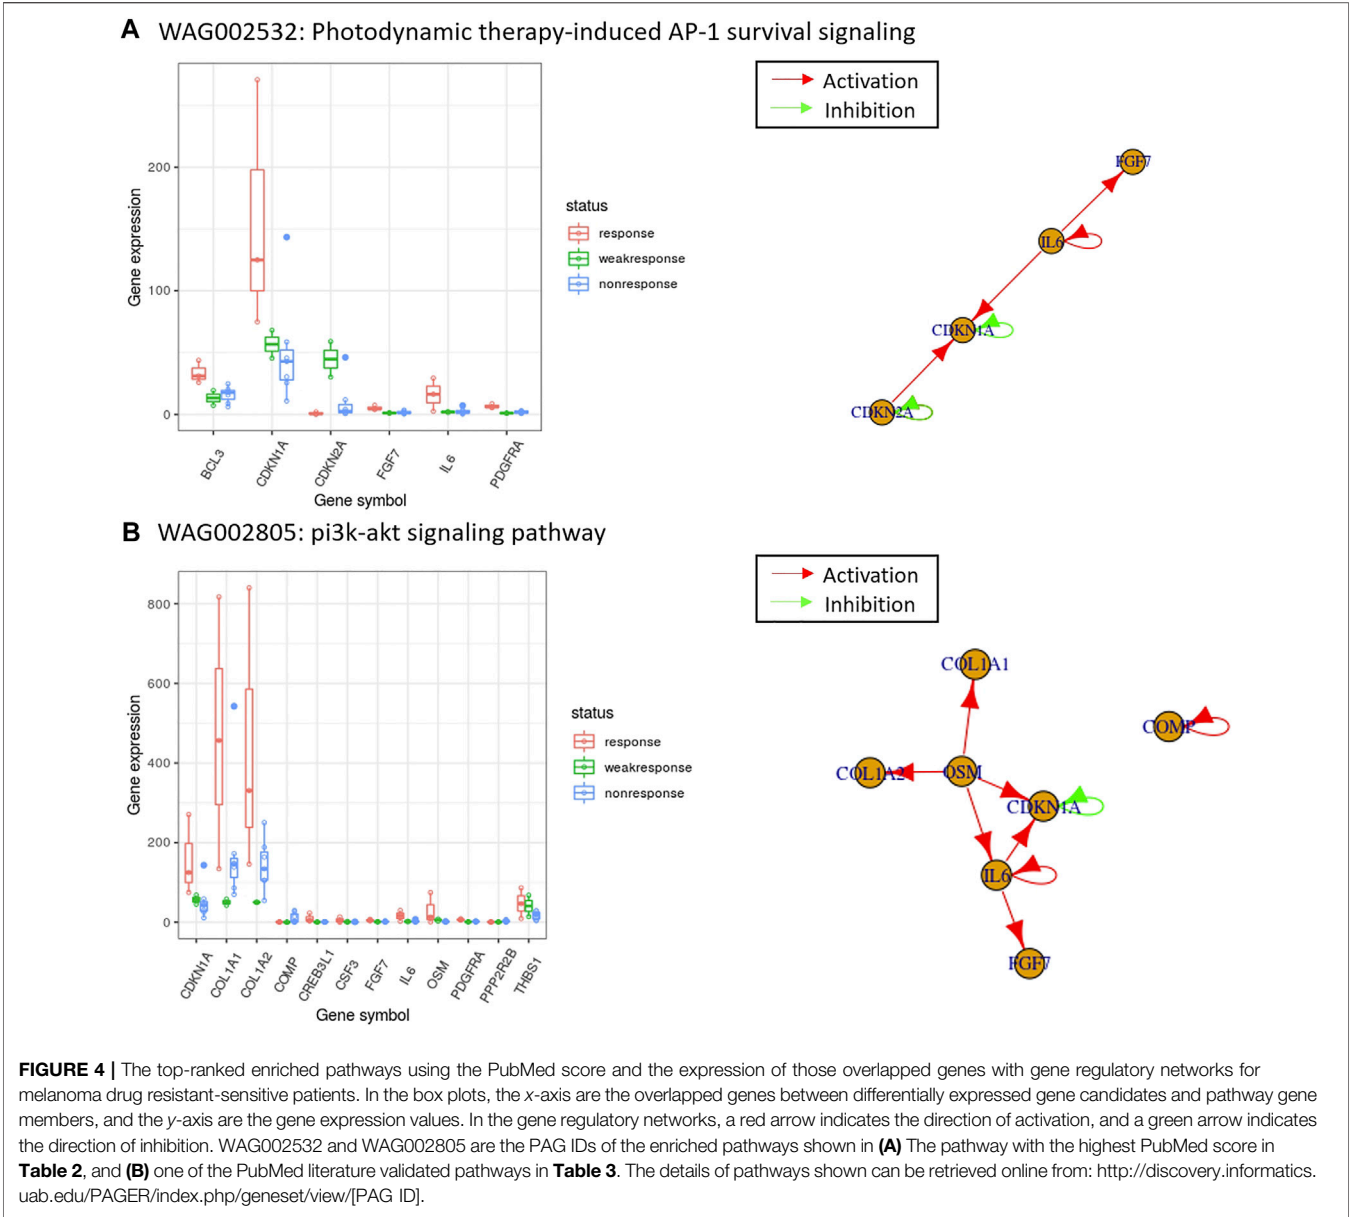 A WAG002532: Photodynamic therapy-induced AP-1 survival signaling
Gene expression
200
100
0
BCL3
CDKN1A
CDKN2A
FGF7
IL6
PDGFRA
Gene symbol
status
response
weakresponse
nonresponse
Activation
Inhibition
FGF7
IL6
CDKN1A
CDKN2A
B WAG002805: pi3k-akt signaling pathway
Gene expression
800
600
400
200
0
CDKN1A
COL1A1
COL1A2
COMP
CREB3L1
CSF3
FGF7
IL6
OSM
PDGFRA
PPP2R2B
THBS1
Gene symbol
status
response
weakresponse
nonresponse
Activation
Inhibition
COL1A1
COMP
COL1A2
OSM
CDKN1A
IL6
FGF7
FIGURE 4 | The top-ranked enriched pathways using the PubMed score and the expression of those overlapped genes with gene regulatory networks for
melanoma drug resistant-sensitive patients. In the box plots, the x-axis are the overlapped genes between differentially expressed gene candidates and pathway gene
members, and the y-axis are the gene expression values. In the gene regulatory networks, a red arrow indicates the direction of activation, and a green arrow indicates
the direction of inhibition. WAG002532 and WAG002805 are the PAG IDs of the enriched pathways shown in (A) The pathway with the highest PubMed score in
Table 2, and (B) one of the PubMed literature validated pathways in Table 3. The details of pathways shown can be retrieved online from: http://discovery.informatics.
uab.edu/PAGER/index.php/geneset/view/[PAG ID].